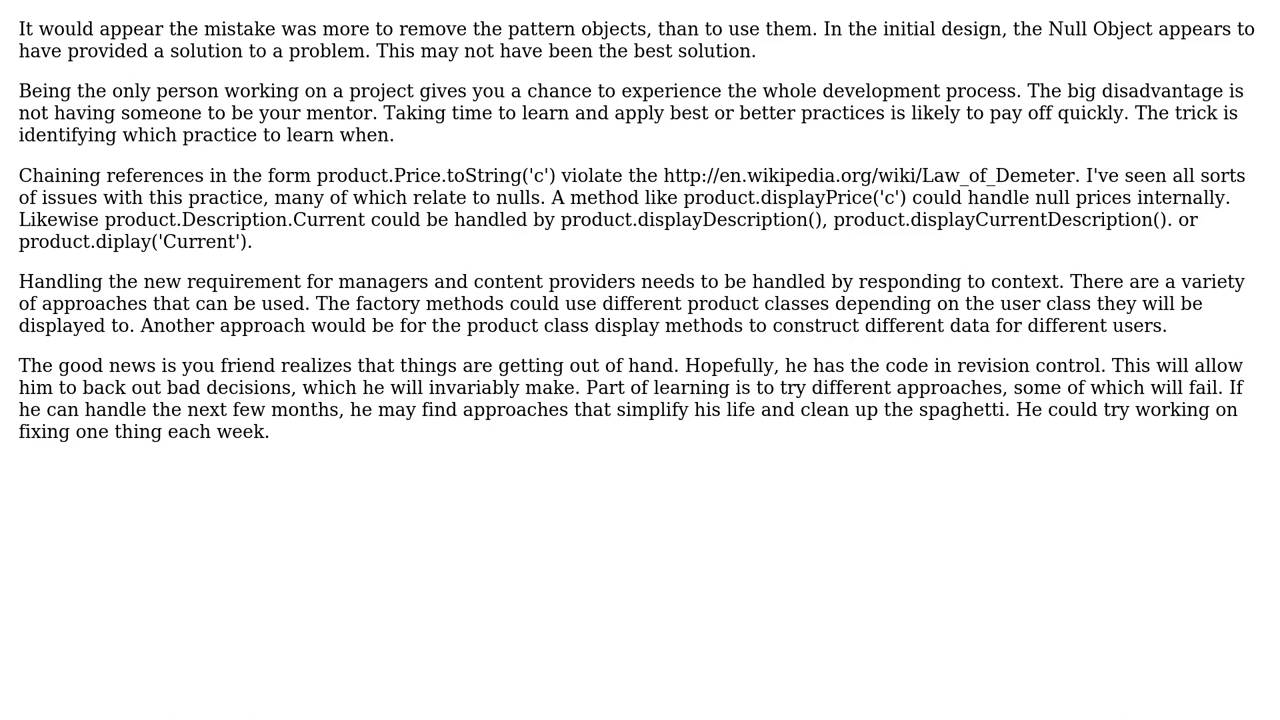 It would appear the mistake was more to remove the pattern objects, than to use them. In the initial design, the Null Object appears to
have provided a solution to a problem. This may not have been the best solution.
Being the only person working on a project gives you a chance to experience the whole development process. The big disadvantage is
not having someone to be your mentor. Taking time to learn and apply best or better practices is likely to pay off quickly. The trick is
identifying which practice to learn when.
Chaining references in the form product.Price.toString('c') violate the http://en.wikipedia.org/wiki/Law_of_Demeter. I've seen all sorts
of issues with this practice, many of which relate to nulls. A method like product.displayPrice('c') could handle null prices internally.
Likewise product.Description.Current could be handled by product.displayDescription(), product.displayCurrentDescription(). or
product.diplay('Current').
Handling the new requirement for managers and content providers needs to be handled by responding to context. There are a variety
of approaches that can be used. The factory methods could use different product classes depending on the user class they will be
displayed to. Another approach would be for the product class display methods to construct different data for different users.
The good news is you friend realizes that things are getting out of hand. Hopefully, he has the code in revision control. This will allow
him to back out bad decisions, which he will invariably make. Part of learning is to try different approaches, some of which will fail. If
he can handle the next few months, he may find approaches that simplify his life and clean up the spaghetti. He could try working on
fixing one thing each week.